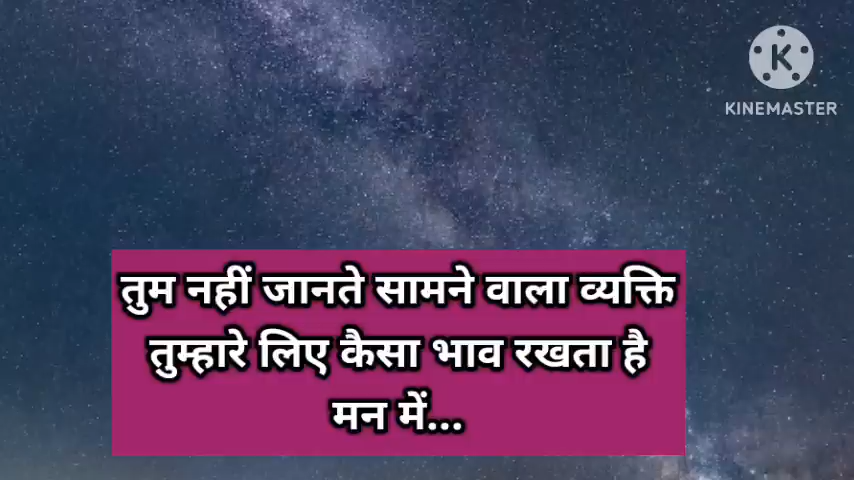 KINEMASTER
तुम नहीं जानते सामने वाला व्यक्ति
तुम्हारे लिए कैसा भाव रखता है
मन में...